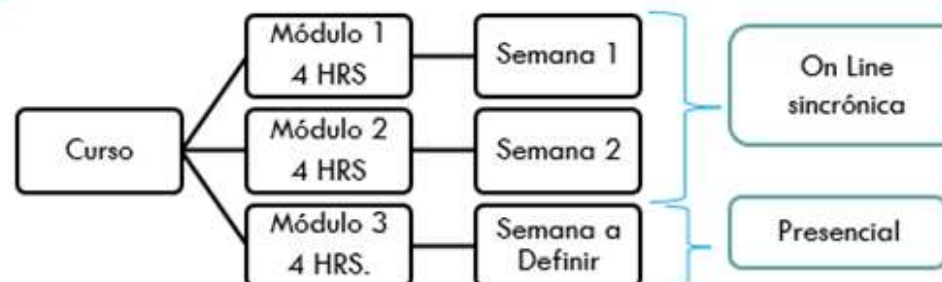 Módulo 1
4 HRS
Semana 1
On Line
sincrónica
Curso
Módulo 2
4 HRS
Semana 2
Módulo 3
4 HRS.
Semana a
Definir
Presencial